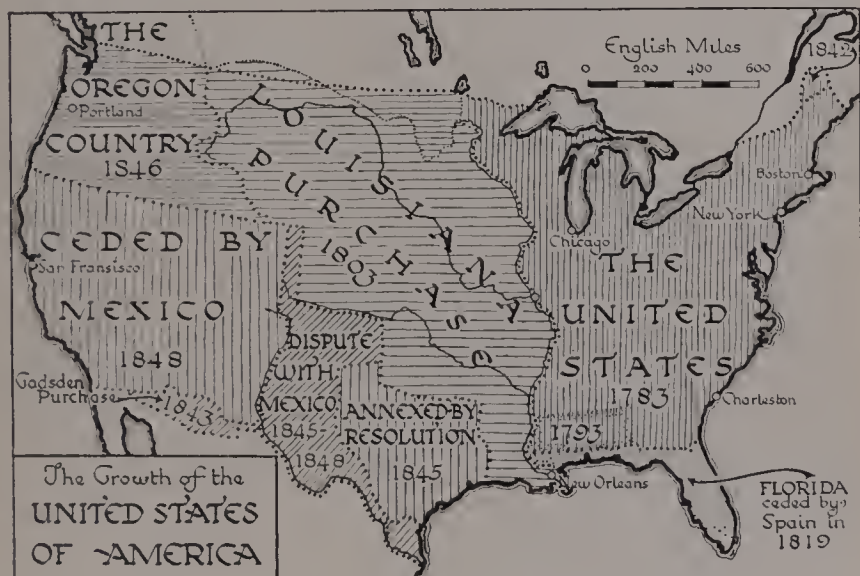 THE
OREGON
Portland
COUNTRY
1846
English Miles
0 200 400 600
1842
LOUISIANA
PURCHASE
1803
Boston
New York
Chicago
CEDED BY
San Francisco
MEXICO
1848
THE
UNITED
STATES
1783
Gadsden
Purchase
1843
DISPUTE
WITH
MEXICO
1845
1848
ANNEXED BY
RESOLUTION
1845
1793
Charleston
New Orleans
FLORIDA
ceded by
Spain in
1819
The Growth of the
UNITED STATES
OF AMERICA